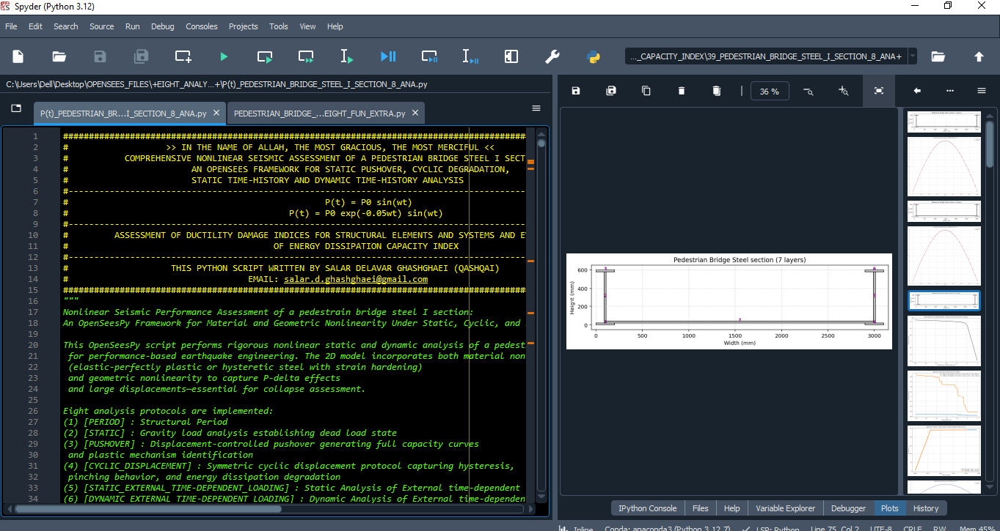 Spyder (Python 3.12)
File Edit Search Source Run Debug Consoles Projects Tools View Help
..._CAPACITY_INDEX\39_PEDESTRIAN_BRIDGE_STEEL_I_SECTION_8_ANA+
C:\Users\Dell\Desktop\OPENSEES_FILES\+EIGHT_ANALY...+\P(t)_PEDESTRIAN_BRIDGE_STEEL_I_SECTION_8_ANA.py
P(t)_PEDESTRIAN_BR...I_SECTION_8_ANA.py
PEDESTRIAN_BRIDGE_...EIGHT_FUN_EXTRA.py
1 ##########################################################################################
2 # >> IN THE NAME OF ALLAH, THE MOST GRACIOUS, THE MOST MERCIFUL <<
3 # COMPREHENSIVE NONLINEAR SEISMIC ASSESSMENT OF A PEDESTRIAN BRIDGE STEEL I SECT
4 # AN OPENSEES FRAMEWORK FOR STATIC PUSHOVER, CYCLIC DEGRADATION,
5 # STATIC TIME-HISTORY AND DYNAMIC TIME-HISTORY ANALYSIS
6 #-----------------------------------------------------------------------------------------
7 # P(t) = P0 sin(wt)
8 # P(t) = P0 exp(-0.05wt) sin(wt)
9 #-----------------------------------------------------------------------------------------
10 # ASSESSMENT OF DUCTILITY DAMAGE INDICES FOR STRUCTURAL ELEMENTS AND SYSTEMS AND E
11 # OF ENERGY DISSIPATION CAPACITY INDEX
12 #-----------------------------------------------------------------------------------------
13 # THIS PYTHON SCRIPT WRITTEN BY SALAR DELAVAR GHASHGHAEI (QASHQAI)
14 # EMAIL: salar.d.ghashghaei@gmail.com
15 ##########################################################################################
16 """
17 Nonlinear Seismic Performance Assessment of a pedestrain bridge steel I section:
18 An OpenSeesPy Framework for Material and Geometric Nonlinearity Under Static, Cyclic, and
19
20 This OpenSeesPy script performs rigorous nonlinear static and dynamic analysis of a pedest
21 for performance-based earthquake engineering. The 2D model incorporates both material non
22 (elastic-perfectly plastic or hysteretic steel with strain hardening)
23 and geometric nonlinearity to capture P-delta effects
24 and large displacements—essential for collapse assessment.
25
26 Eight analysis protocols are implemented:
27 (1) [PERIOD] : Structural Period
28 (2) [STATIC] : Gravity load analysis establishing dead load state
29 (3) [PUSHOVER] : Displacement-controlled pushover generating full capacity curves
30 and plastic mechanism identification
31 (4) [CYCLIC_DISPLACEMENT] : Symmetric cyclic displacement protocol capturing hysteresis,
32 pinching behavior, and energy dissipation degradation
33 (5) [STATIC_EXTERNAL_TIME-DEPENDENT_LOADING] : Static Analysis of External time-dependent
34 (6) [DYNAMIC_EXTERNAL_TIME-DEPENDENT_LOADING] : Dynamic Analysis of External time-dependen
36 %
Pedestrian Bridge Steel section (7 layers)
Height (mm)
600
400
200
0
7
0 500 1000 1500 2000 2500 3000
Width (mm)
IPython Console Files Help Variable Explorer Debugger Plots History
Inline Conda: anaconda3 (Python 3.12.7) LSP: Python Line 75, Col 2 UTF-8 CRLF RW Mem 45%